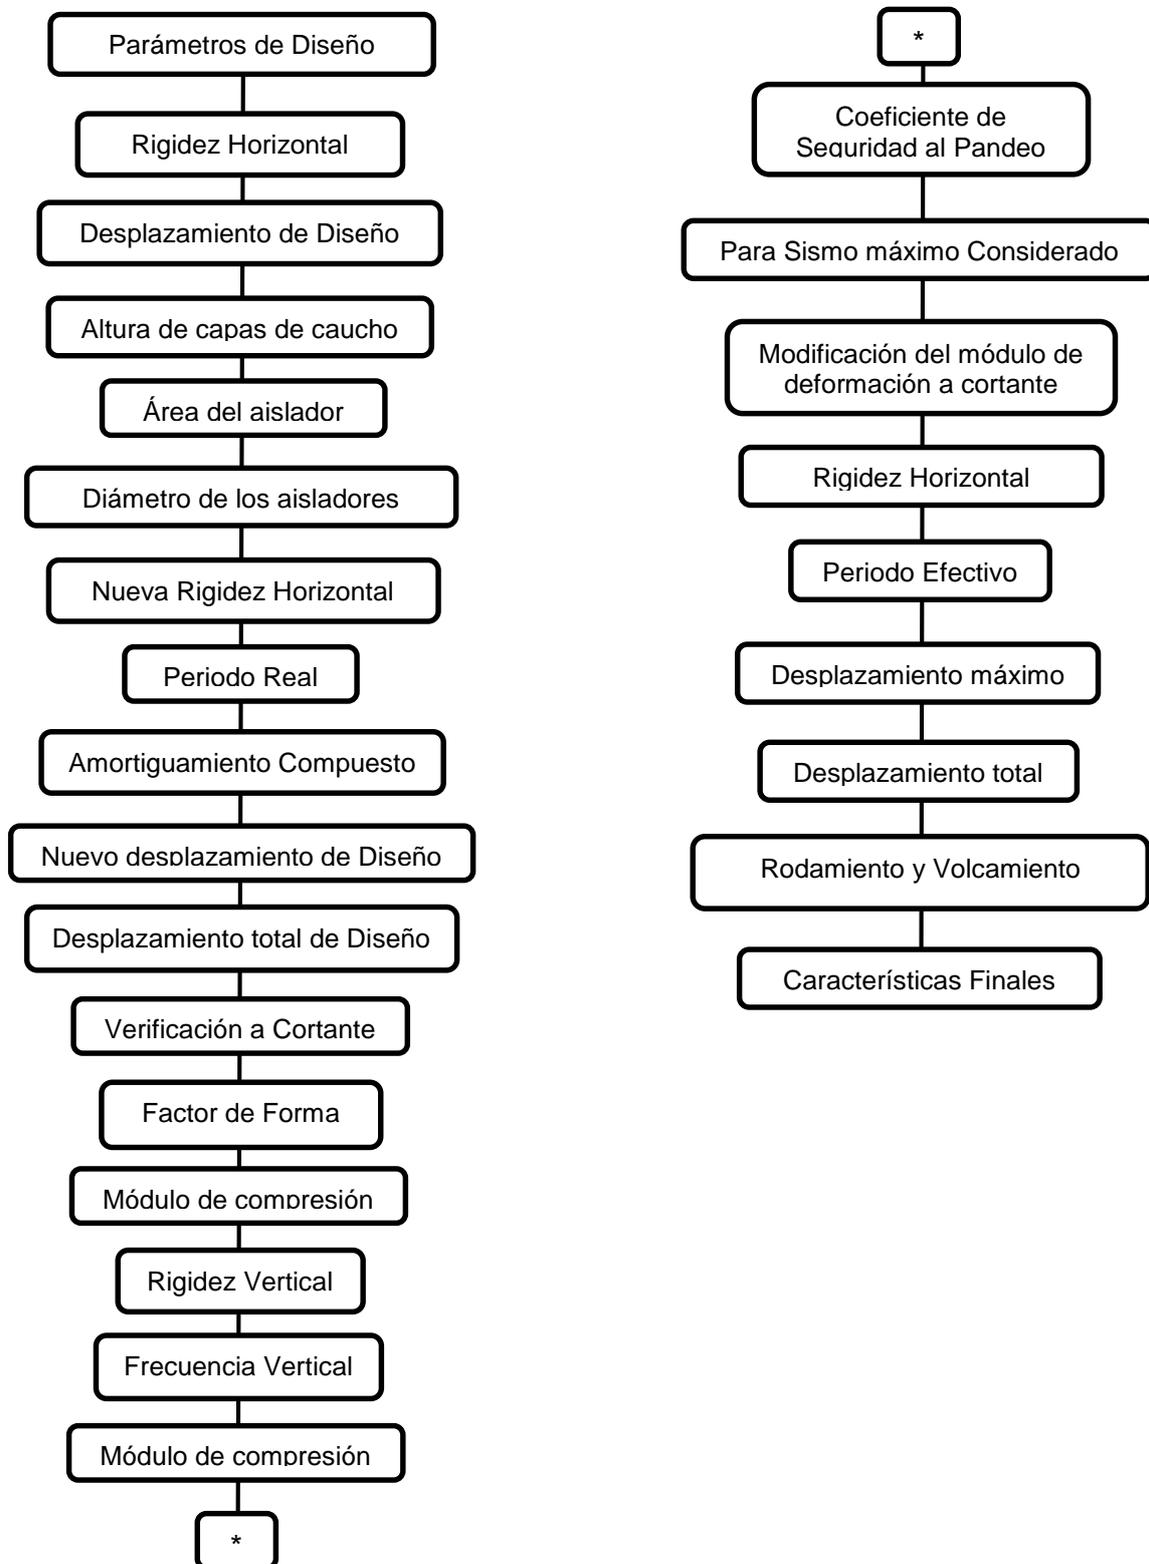 Parámetros de Diseño
Rigidez Horizontal
Desplazamiento de Diseño
Altura de capas de caucho
Área del aislador
Diámetro de los aisladores
Nueva Rigidez Horizontal
Periodo Real
Amortiguamiento Compuesto
Nuevo desplazamiento de Diseño
Desplazamiento total de Diseño
Verificación a Cortante
Factor de Forma
Módulo de compresión
Rigidez Vertical
Frecuencia Vertical
Módulo de compresión
*
*
Coeficiente de
Seguridad al Pandeo
Para Sismo máximo Considerado
Modificación del módulo de
deformación a cortante
Rigidez Horizontal
Periodo Efectivo
Desplazamiento máximo
Desplazamiento total
Rodamiento y Volcamiento
Características Finales